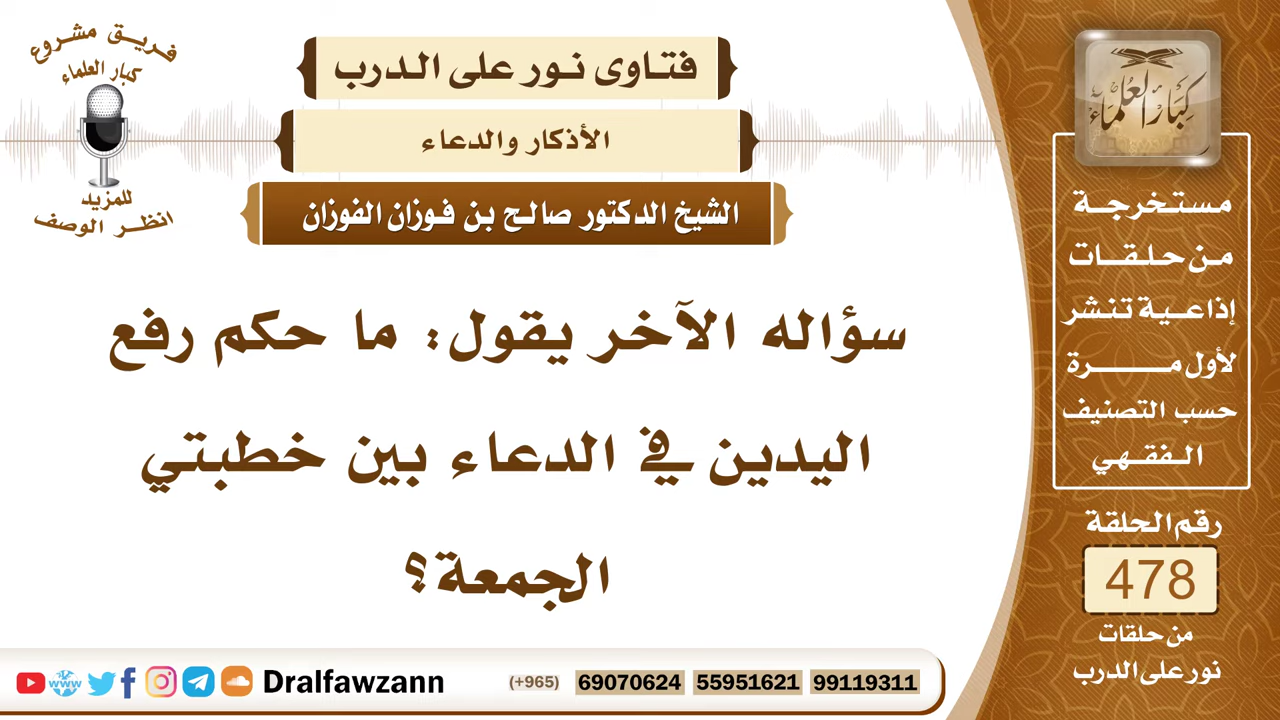 فريق مشروع
كبار العلماء
للمزيد
انظر الوصف
فتاوى نور على الدرب
الأذكار والدعاء
الشيخ الدكتور صالح بن فوزان الفوزان
سؤاله الآخر يقول: ما حكم رفع
اليدين في الدعاء بين خطبتي
الجمعة؟
كبار العلماء
مستخرجة
من حلقات
إذاعية تنشر
لأول مرة
حسب التصنيف
الفقهي
رقم الحلقة
478
من حلقات
نور على الدرب
www Dralfawzann (+965) 69070624 55951621 99119311